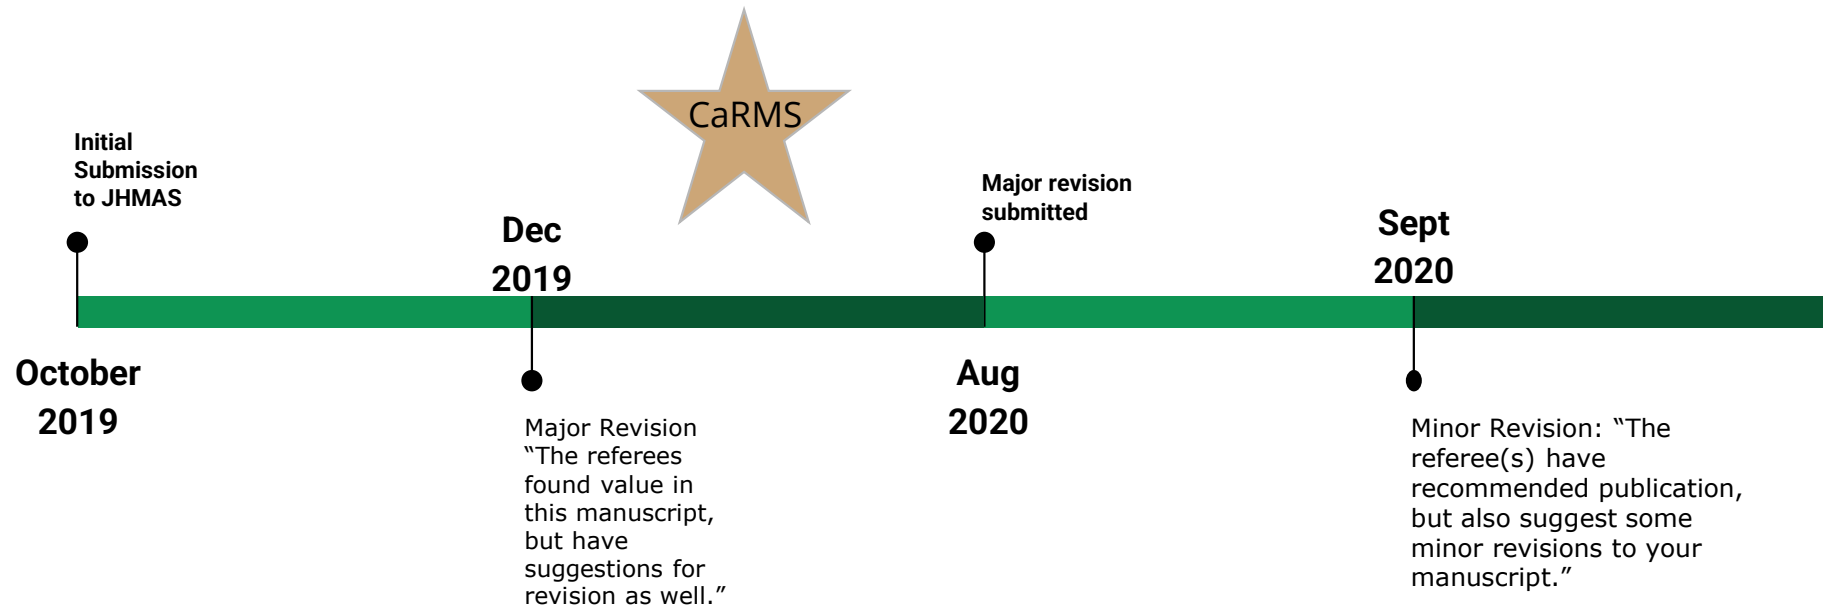 CaRMS
Initial
Submission
to JHMAS
October
2019
Dec
2019
Major Revision
“The referees
found value in
this manuscript,
but have
suggestions for
revision as well.”
Major revision
submitted
Aug
2020
Sept
2020
Minor Revision: “The
referee(s) have
recommended publication,
but also suggest some
minor revisions to your
manuscript.”